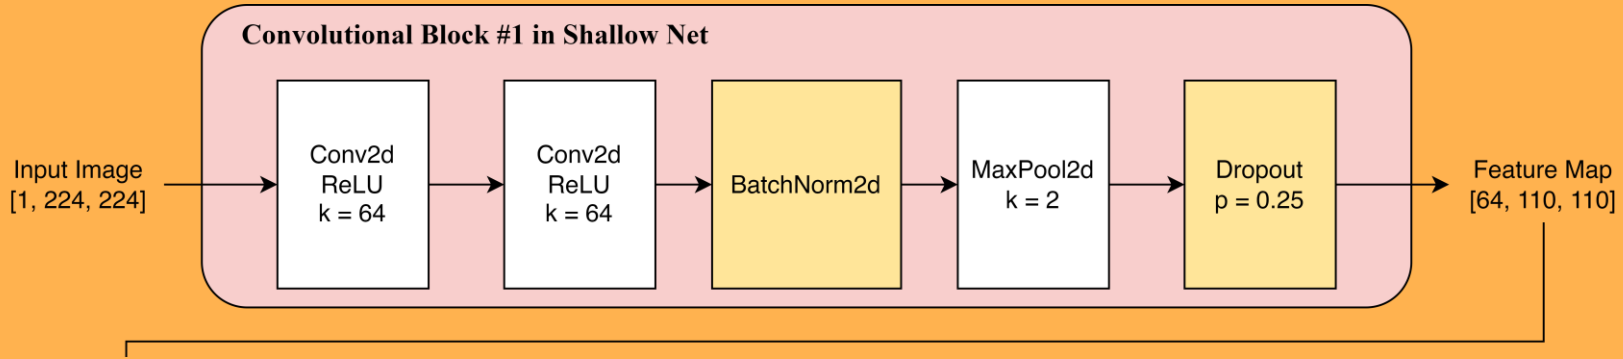 Convolutional Block #1 in Shallow Net
Input Image
[1, 224, 224]
Conv2d
ReLU
k = 64
Conv2d
ReLU
k = 64
BatchNorm2d
MaxPool2d
k = 2
Dropout
p = 0.25
Feature Map
[64, 110, 110]